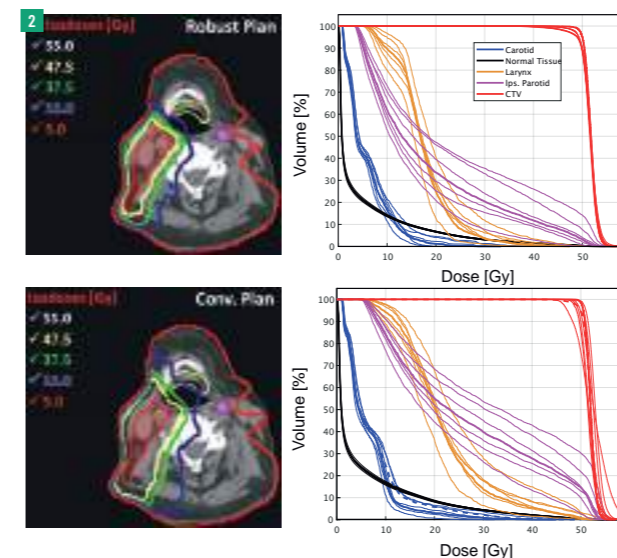 2
[Gy]
Robust Plan
✓ 55.0
✓ 47.5
✓ 37.5
✓ 5.0
Volume [%]
100
90
80
70
60
50
40
30
20
10
0
Carotid
Normal Tissue
Larynx
Ips. Parotid
CTV
0 10 20 30 40 50
Dose [Gy]
[Gy]
Conv. Plan
✓ 55.0
✓ 47.5
✓ 37.5
✓ 5.0
Volume [%]
100
90
80
70
60
50
40
30
20
10
0
0 10 20 30 40 50
Dose [Gy]